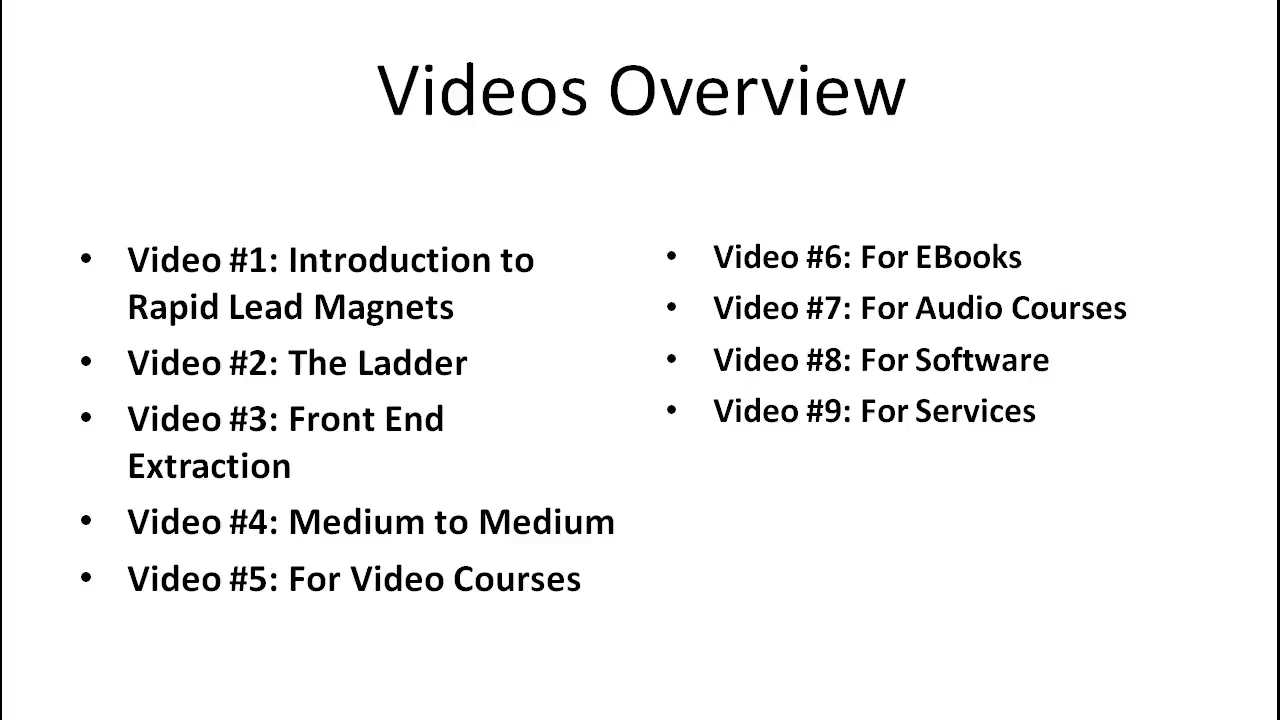 Videos Overview
• Video #1: Introduction to
Rapid Lead Magnets
• Video #2: The Ladder
• Video #3: Front End
Extraction
• Video #4: Medium to Medium
• Video #5: For Video Courses
• Video #6: For EBooks
• Video #7: For Audio Courses
• Video #8: For Software
• Video #9: For Services